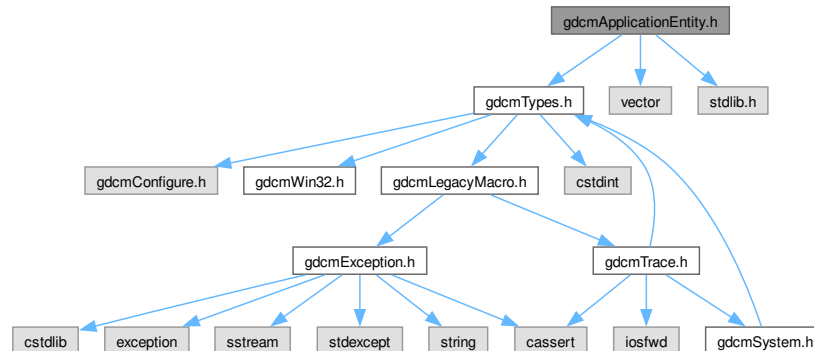 gdcmApplicationEntity.h
gdcmTypes.h
vector
stdlib.h
gdcmConfigure.h
gdcmWin32.h
gdcmLegacyMacro.h
cstdint
gdcmException.h
gdcmTrace.h
cstdlib
exception
sstream
stdexcept
string
cassert
iosfwd
gdcmSystem.h